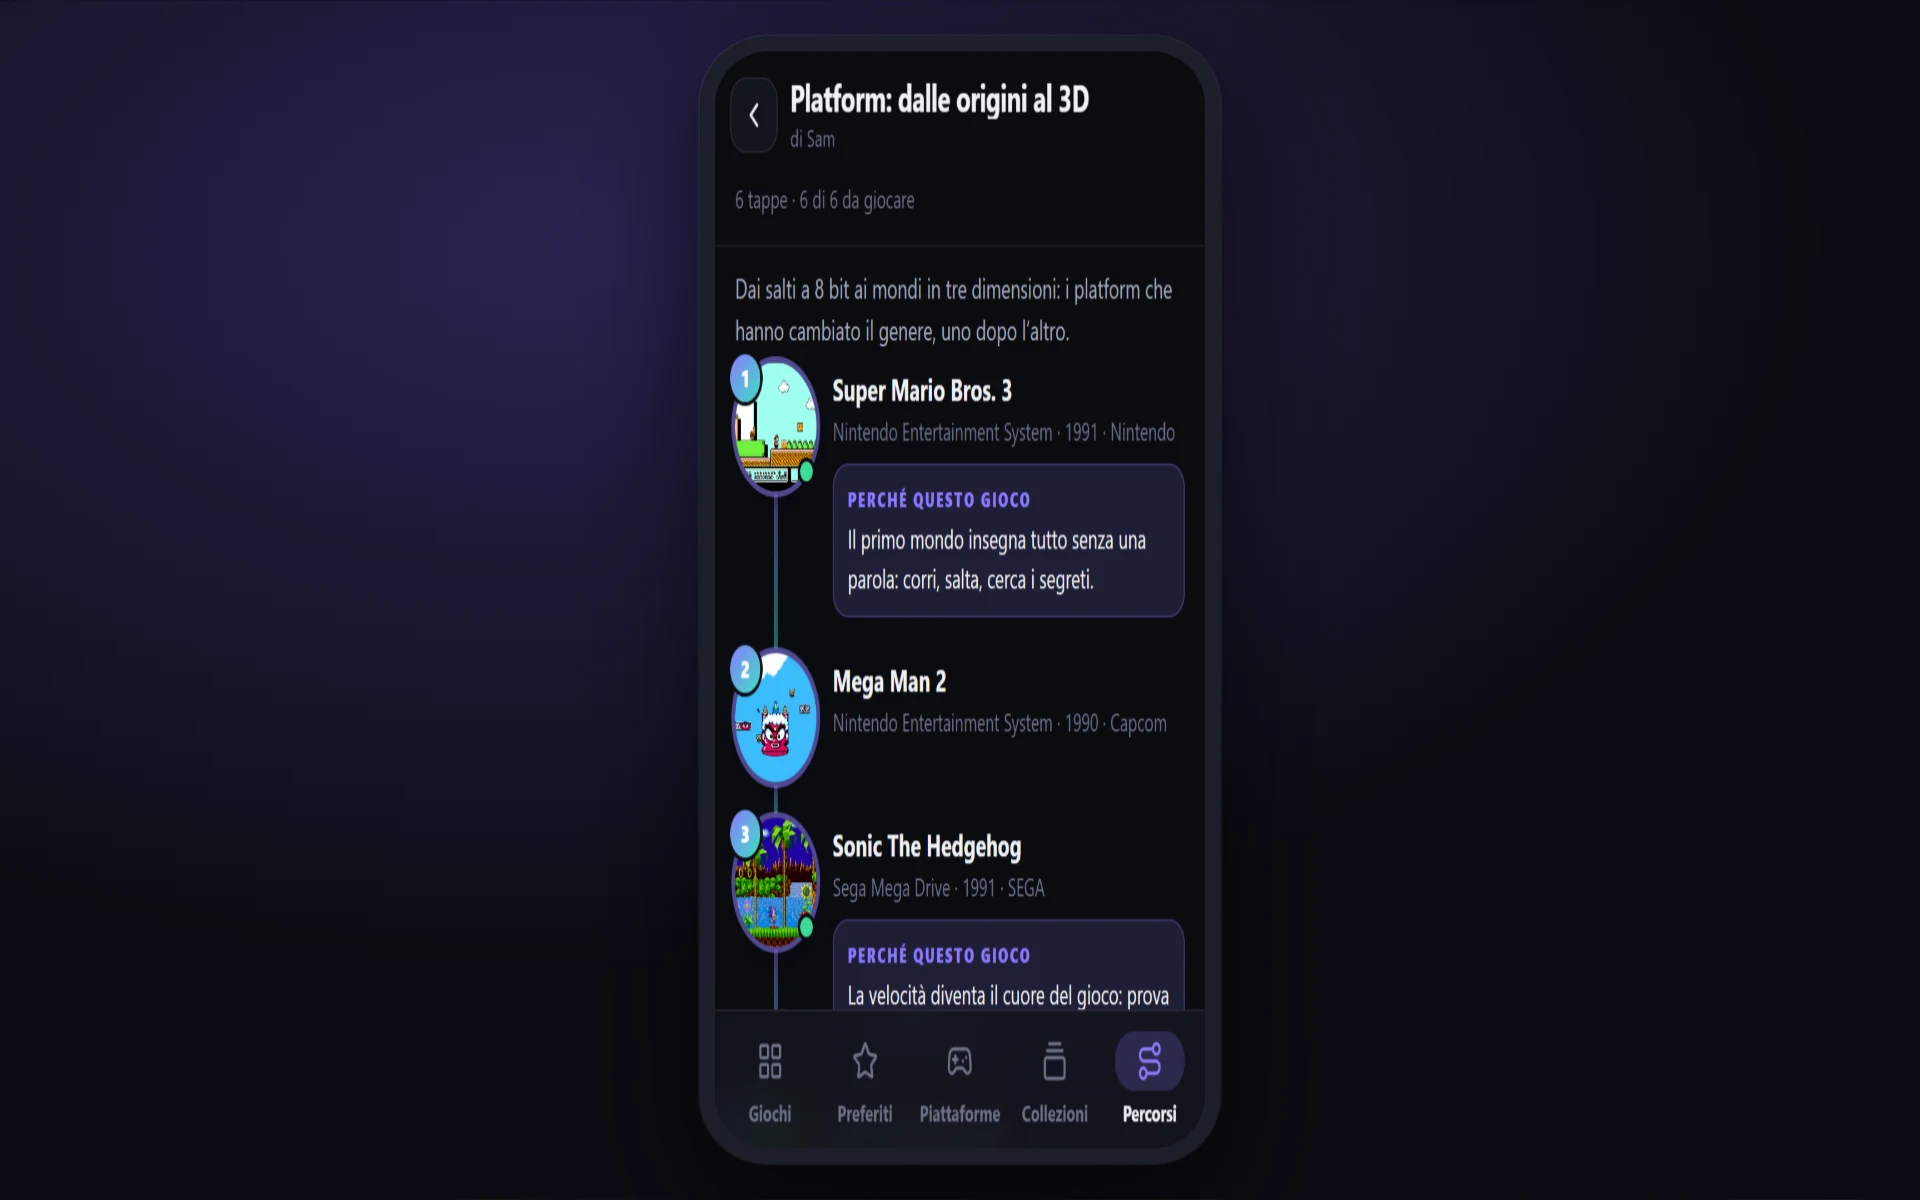 Platform: dalle origini al 3D
di Sam
6 tappe · 6 di 6 da giocare
Dai salti a 8 bit ai mondi in tre dimensioni: i platform che
hanno cambiato il genere, uno dopo l'altro.
1
Super Mario Bros. 3
Nintendo Entertainment System · 1991 · Nintendo
PERCHÉ QUESTO GIOCO
Il primo mondo insegna tutto senza una
parola: corri, salta, cerca i segreti.
2
Mega Man 2
Nintendo Entertainment System · 1990 · Capcom
3
Sonic The Hedgehog
Sega Mega Drive · 1991 · SEGA
PERCHÉ QUESTO GIOCO
La velocità diventa il cuore del gioco: prova
Giochi
Preferiti
Piattaforme
Collezioni
Percorsi